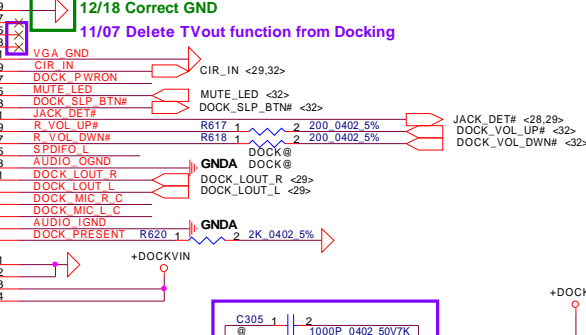 12/18 Correct GND
11/07 Delete TVout function from Docking
VGA_GND
CIR_IN CIR_IN <29,32>
DOCK_PWRON
MUTE_LED MUTE_LED <32>
DOCK_SLP_BTN# DOCK_SLP_BTN# <32>
JACK_DET# JACK_DET# <28,29>
R_VOL_UP# R617 1 2 200_0402_5% DOCK_VOL_UP# <32>
R_VOL_DWN# R618 1 2 200_0402_5% DOCK_VOL_DWN# <32>
SPDIFO_L DOCK@
AUDIO_OGND GNDA DOCK@
DOCK_LOUT_R DOCK_LOUT_R <29>
DOCK_LOUT_L DOCK_LOUT_L <29>
DOCK_MIC_R_C
DOCK_MIC_L_C
AUDIO_IGND GNDA
DOCK_PRESENT R620 1 2 2K_0402_5%
+DOCKVIN
+DOCK
C305 1 2
@ 1000P_0402_50V7K